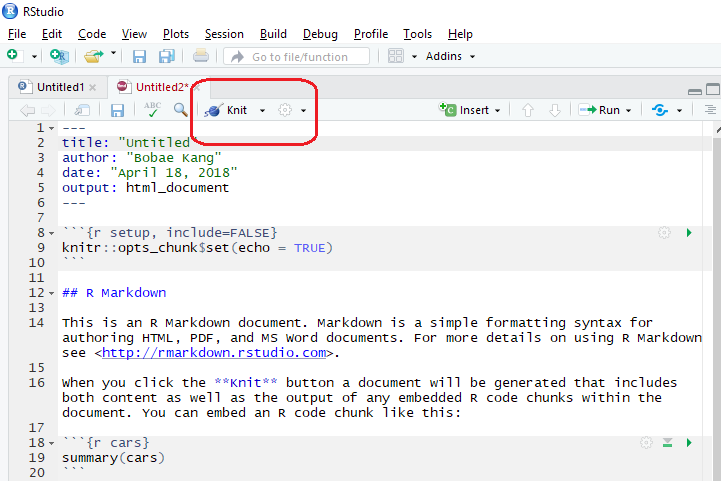 RStudio
File Edit Code View Plots Session Build Debug Profile Tools Help
Go to file/function Addins
Untitled1 Untitled2*
ABC Knit Insert Run
1 ---
2 title: "Untitled"
3 author: "Bobae Kang"
4 date: "April 18, 2018"
5 output: html_document
6 ---
7
8 ```{r setup, include=FALSE}
9 knitr::opts_chunk$set(echo = TRUE)
10 ```
11
12 ## R Markdown
13
14 This is an R Markdown document. Markdown is a simple formatting syntax for
authoring HTML, PDF, and MS Word documents. For more details on using R Markdown
see <http://rmarkdown.rstudio.com>.
15
16 When you click the **Knit** button a document will be generated that includes
both content as well as the output of any embedded R code chunks within the
document. You can embed an R code chunk like this:
17
18 ```{r cars}
19 summary(cars)
20 ```